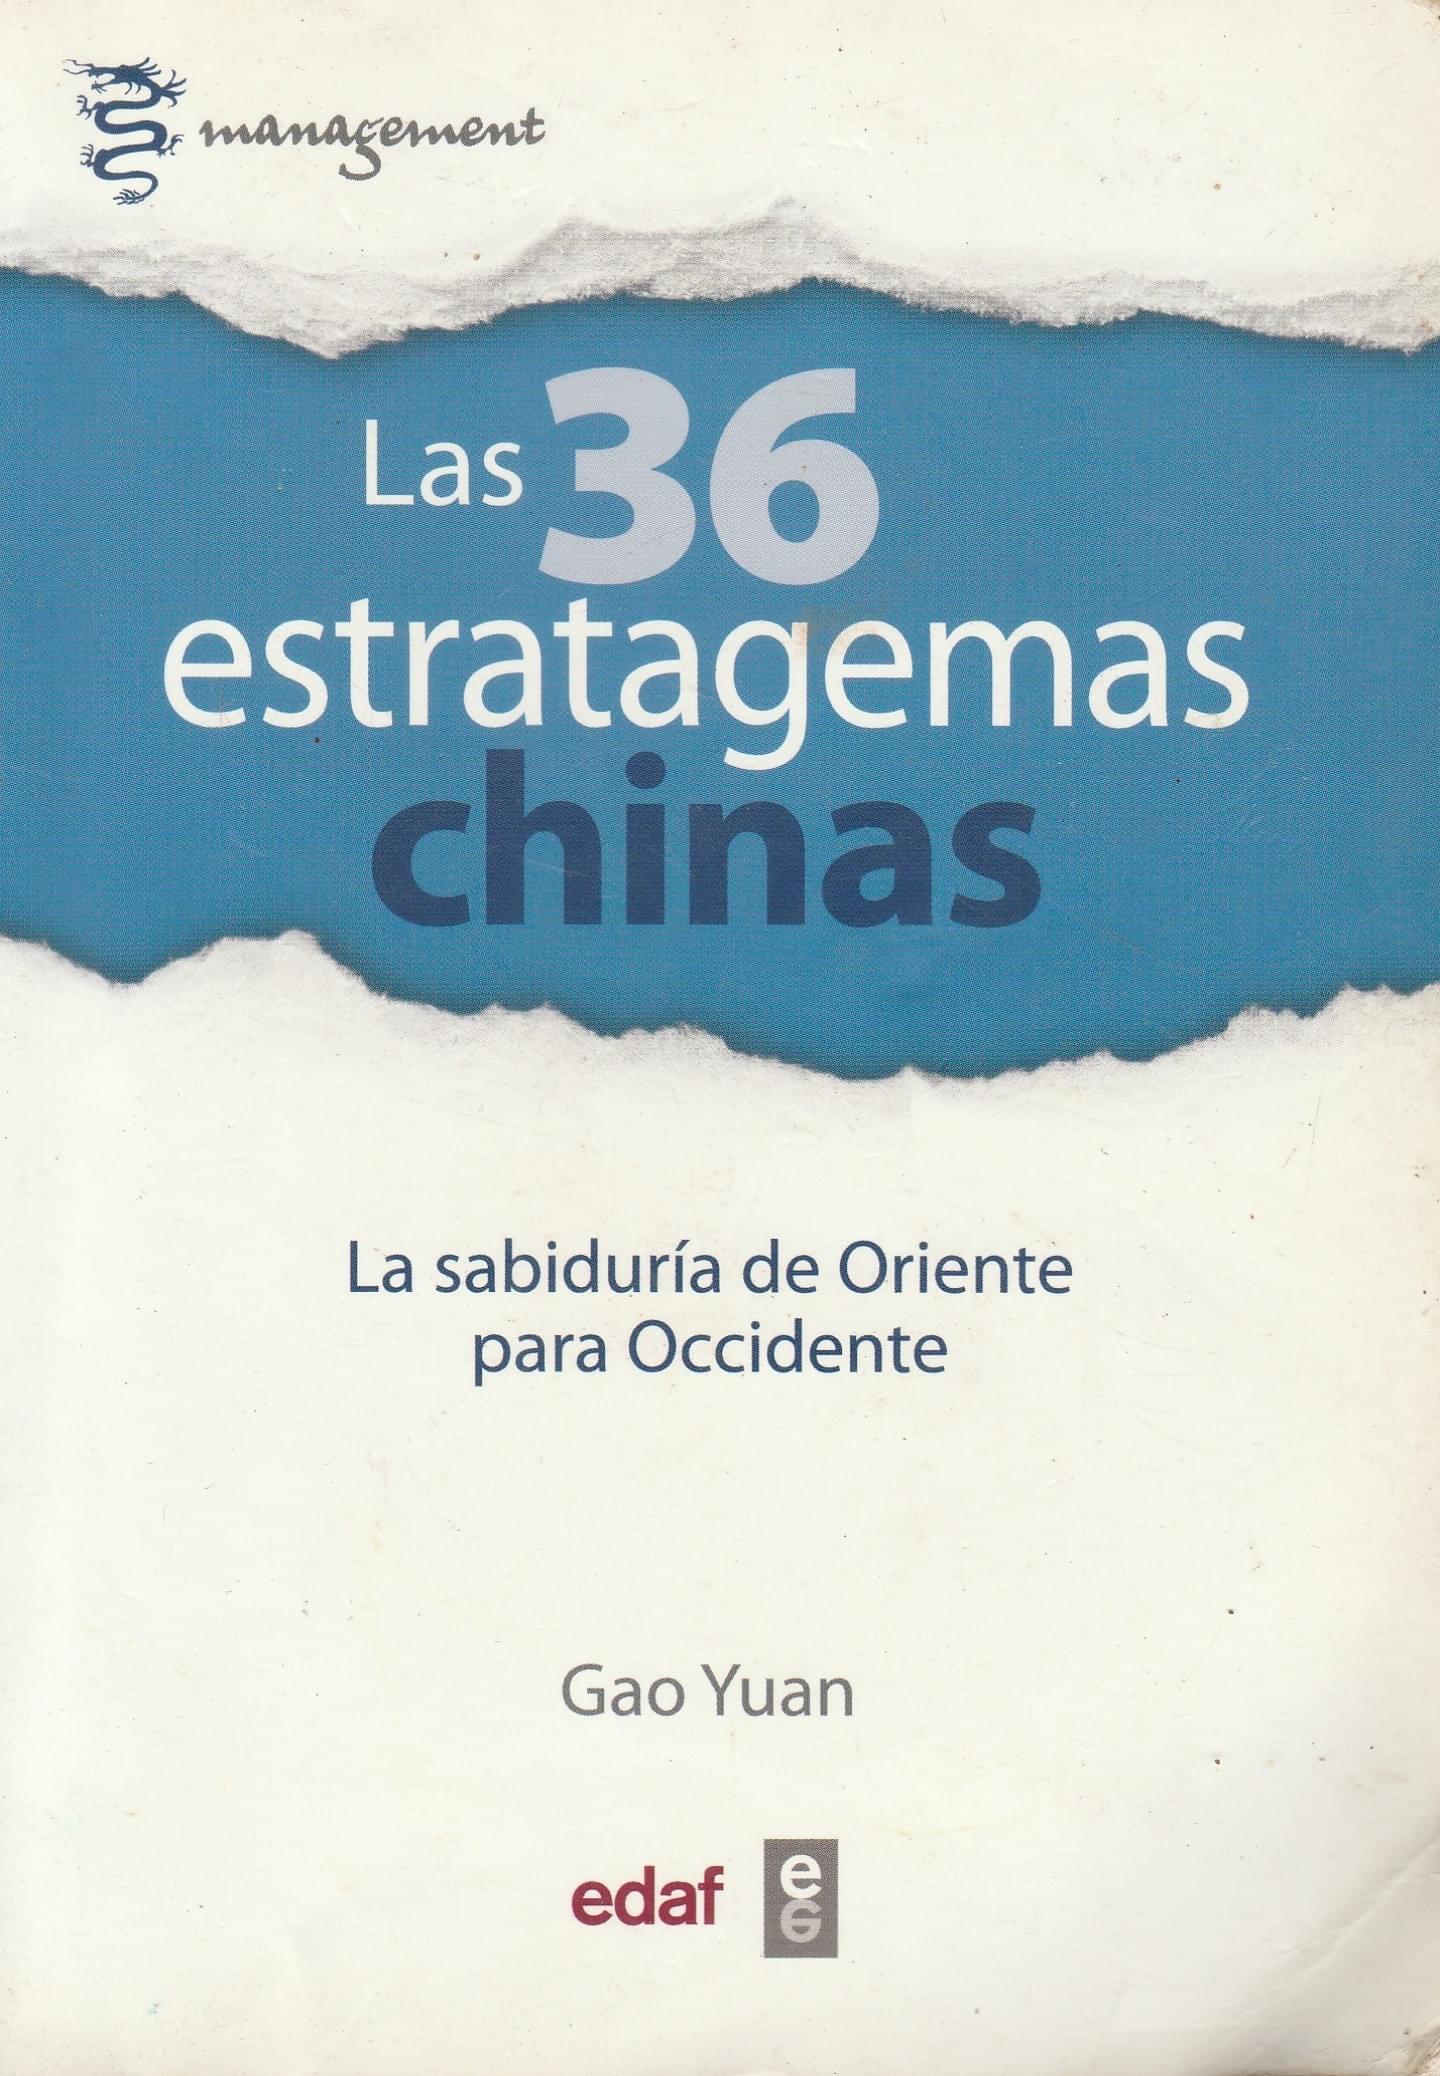 management
Las 36
estratagemas
chinas
La sabiduría de Oriente
para Occidente
Gao Yuan
edaf
e
e